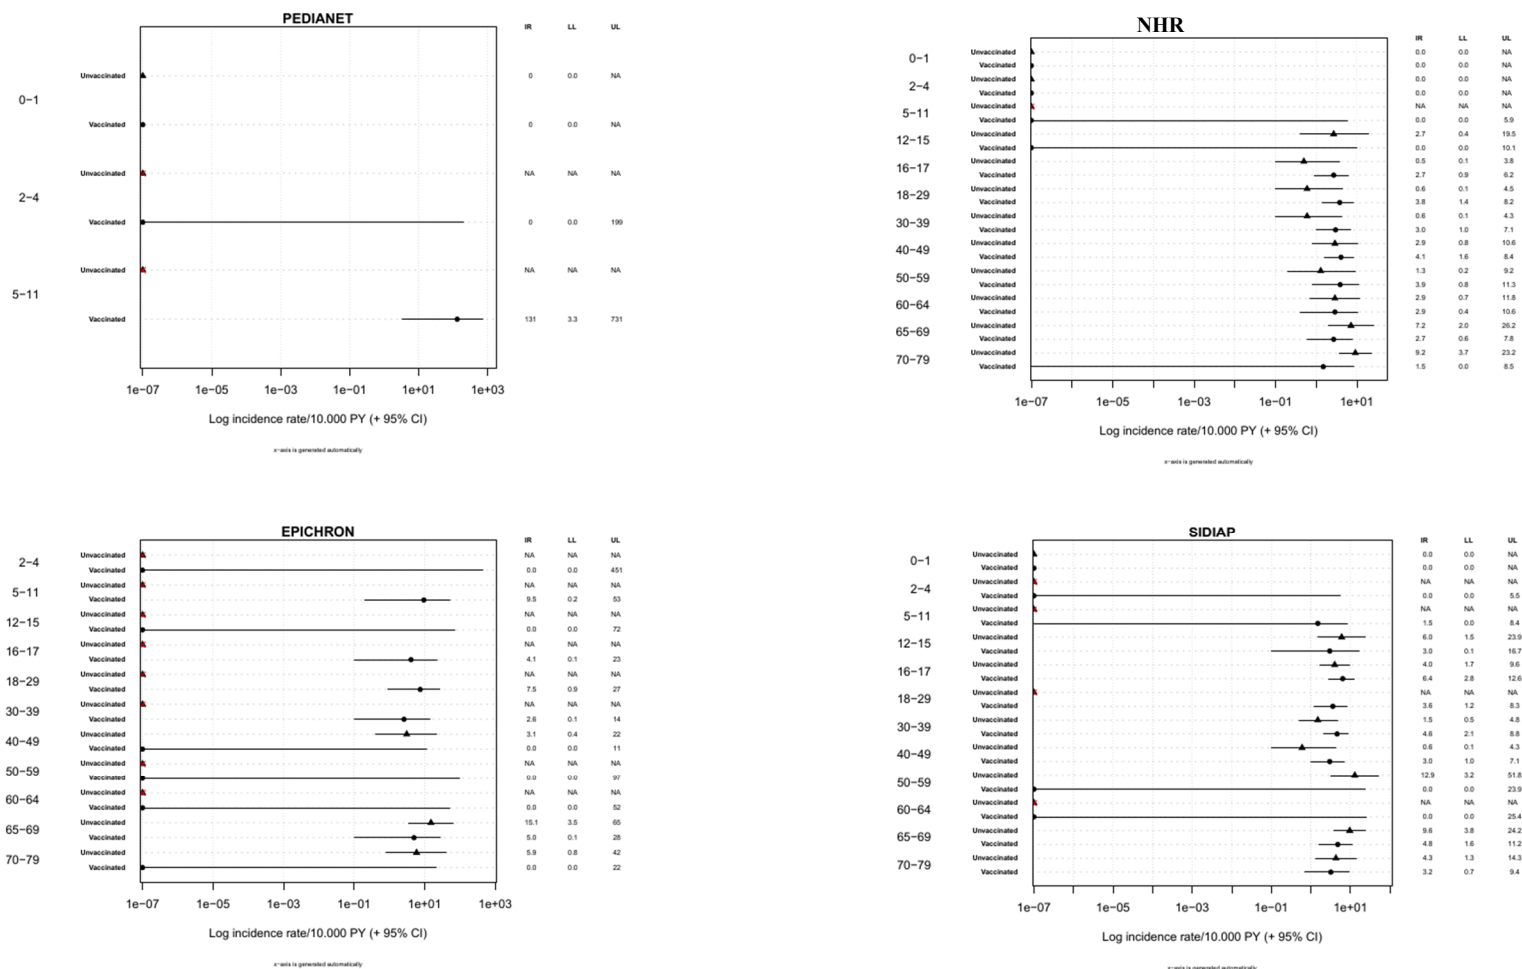 PEDIANET
IR LL UL
Unvaccinated 0 0.0 NA
0−1
Vaccinated 0 0.0 NA
Unvaccinated NA NA NA
2−4
Vaccinated 0 0.0 199
Unvaccinated NA NA NA
5−11
Vaccinated 131 3.3 731
1e−07 1e−05 1e−03 1e−01 1e+01 1e+03
Log incidence rate/10.000 PY (+ 95% CI)
x−axis is generated automatically
NHR
IR LL UL
Unvaccinated 0.0 0.0 NA
0−1
Vaccinated 0.0 0.0 NA
Unvaccinated 0.0 0.0 NA
2−4
Vaccinated 0.0 0.0 NA
Unvaccinated NA NA NA
5−11
Vaccinated 0.0 0.0 5.9
Unvaccinated 2.7 0.4 19.5
12−15
Vaccinated 0.0 0.0 10.1
Unvaccinated 0.5 0.1 3.8
16−17
Vaccinated 2.7 0.9 6.2
Unvaccinated 0.6 0.1 4.5
18−29
Vaccinated 3.8 1.4 8.2
Unvaccinated 0.6 0.1 4.3
30−39
Vaccinated 3.0 1.0 7.1
Unvaccinated 2.9 0.8 10.6
40−49
Vaccinated 4.1 1.6 8.4
Unvaccinated 1.3 0.2 9.2
50−59
Vaccinated 3.9 0.8 11.3
Unvaccinated 2.9 0.7 11.8
60−64
Vaccinated 2.9 0.4 10.6
Unvaccinated 7.2 2.0 26.2
65−69
Vaccinated 2.7 0.6 7.8
Unvaccinated 9.2 3.7 23.2
70−79
Vaccinated 1.5 0.0 8.5
1e−07 1e−05 1e−03 1e−01 1e+01
Log incidence rate/10.000 PY (+ 95% CI)
x−axis is generated automatically
EPICHRON
IR LL UL
Unvaccinated NA NA NA
2−4
Vaccinated 0.0 0.0 451
Unvaccinated NA NA NA
5−11
Vaccinated 9.5 0.2 53
Unvaccinated NA NA NA
12−15
Vaccinated 0.0 0.0 72
Unvaccinated NA NA NA
16−17
Vaccinated 4.1 0.1 23
Unvaccinated NA NA NA
18−29
Vaccinated 7.5 0.9 27
Unvaccinated NA NA NA
30−39
Vaccinated 2.6 0.1 14
Unvaccinated 3.1 0.4 22
40−49
Vaccinated 0.0 0.0 11
Unvaccinated NA NA NA
50−59
Vaccinated 0.0 0.0 97
Unvaccinated NA NA NA
60−64
Vaccinated 0.0 0.0 52
Unvaccinated 15.1 3.5 65
65−69
Vaccinated 5.0 0.1 28
Unvaccinated 5.9 0.8 42
70−79
Vaccinated 0.0 0.0 22
1e−07 1e−05 1e−03 1e−01 1e+01 1e+03
Log incidence rate/10.000 PY (+ 95% CI)
x−axis is generated automatically
SIDIAP
IR LL UL
Unvaccinated 0.0 0.0 NA
0−1
Vaccinated 0.0 0.0 NA
Unvaccinated NA NA NA
2−4
Vaccinated 0.0 0.0 5.5
Unvaccinated NA NA NA
5−11
Vaccinated 1.5 0.0 8.4
Unvaccinated 6.0 1.5 23.9
12−15
Vaccinated 3.0 0.1 16.7
Unvaccinated 4.0 1.7 9.6
16−17
Vaccinated 6.4 2.8 12.6
Unvaccinated NA NA NA
18−29
Vaccinated 3.6 1.2 8.3
Unvaccinated 1.5 0.5 4.8
30−39
Vaccinated 4.6 2.1 8.8
Unvaccinated 0.6 0.1 4.3
40−49
Vaccinated 3.0 1.0 7.1
Unvaccinated 12.9 3.2 51.8
50−59
Vaccinated 0.0 0.0 23.9
Unvaccinated NA NA NA
60−64
Vaccinated 0.0 0.0 25.4
Unvaccinated 9.6 3.8 24.2
65−69
Vaccinated 4.8 1.6 11.2
Unvaccinated 4.3 1.3 14.3
70−79
Vaccinated 3.2 0.7 9.4
1e−07 1e−05 1e−03 1e−01 1e+01
Log incidence rate/10.000 PY (+ 95% CI)
x−axis is generated automatically